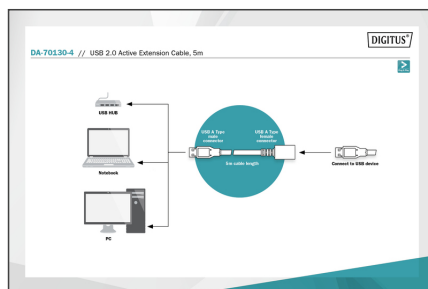 DIGITUS®
DA-70130-4 // USB 2.0 Active Extension Cable, 5m
USB HUB
USB A Type
male
connector
USB A Type
female
connector
5m cable length
Notebook
Connect to USB device
PC